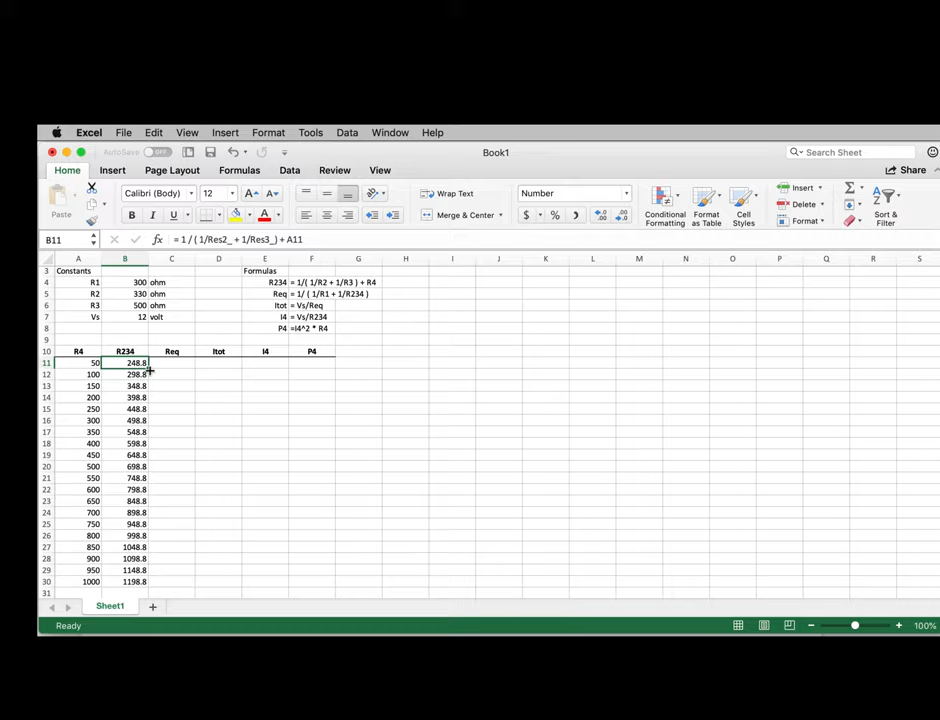 Excel File Edit View Insert Format Tools Data Window Help
AutoSave OFF Book1 Search Sheet
Home Insert Page Layout Formulas Data Review View Share
Paste Calibri (Body) 12 A A ab Wrap Text Number Conditional Formatting Format as Table Cell Styles Insert Σ Sort & Filter
B I U A Merge & Center $ % Delete
Format
B11 fx = 1 / ( 1/Res2_ + 1/Res3_) + A11
A B C D E F G H I J K L M N O P Q R S
3 Constants Formulas
4 R1 300 ohm R234 = 1/( 1/R2 + 1/R3 ) + R4
5 R2 330 ohm Req = 1/ ( 1/R1 + 1/R234 )
6 R3 500 ohm Itot = Vs/Req
7 Vs 12 volt I4 = Vs/R234
8 P4 =I4^2 * R4
9
10 R4 R234 Req Itot I4 P4
11 50 248.8
12 100 298.8
13 150 348.8
14 200 398.8
15 250 448.8
16 300 498.8
17 350 548.8
18 400 598.8
19 450 648.8
20 500 698.8
21 550 748.8
22 600 798.8
23 650 848.8
24 700 898.8
25 750 948.8
26 800 998.8
27 850 1048.8
28 900 1098.8
29 950 1148.8
30 1000 1198.8
31
Sheet1 +
Ready 100%